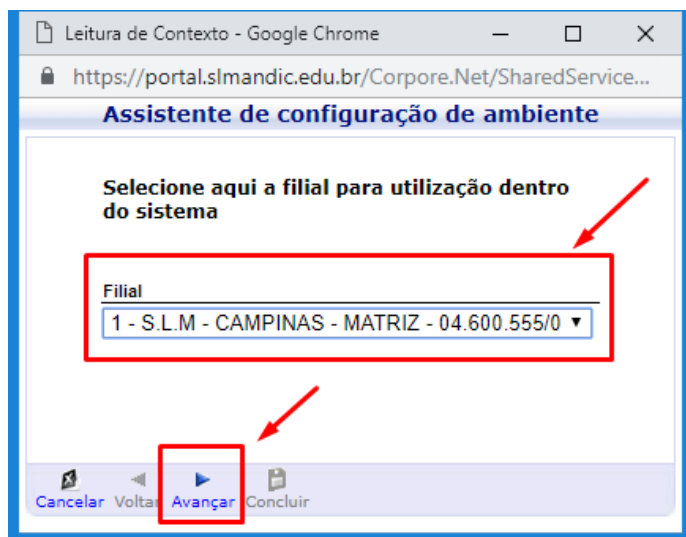 Leitura de Contexto - Google Chrome
https://portal.slmandic.edu.br/Corpore.Net/SharedService...
Assistente de configuração de ambiente
Selecione aqui a filial para utilização dentro
do sistema
Filial
1 - S.L.M - CAMPINAS - MATRIZ - 04.600.555/0
Cancelar Voltar Avançar Concluir